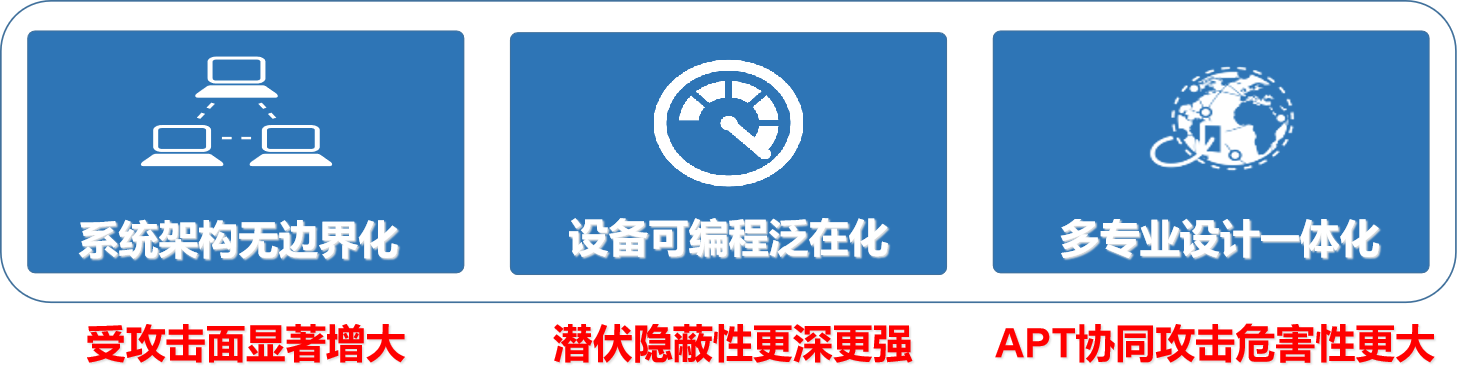 系统架构无边界化
设备可编程泛在化
多专业设计一体化
受攻击面显著增大
潜伏隐蔽性更深更强
APT协同攻击危害性更大